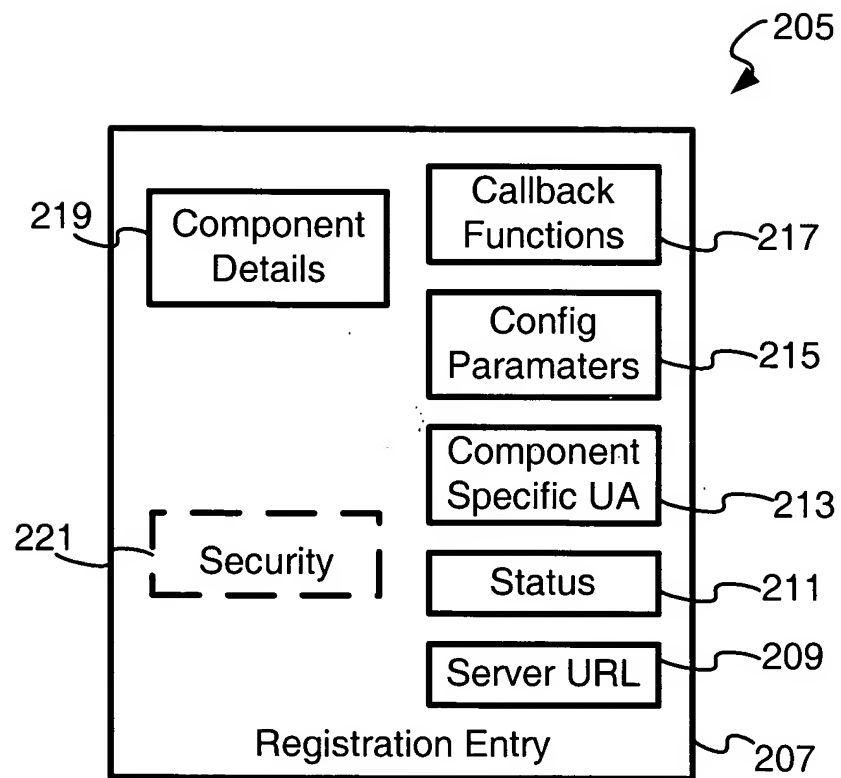 205
219
Component
Details
Callback
Functions
217
Config
Paramaters
215
Component
Specific UA
213
221
Security
Status
211
Server URL
209
Registration Entry
207